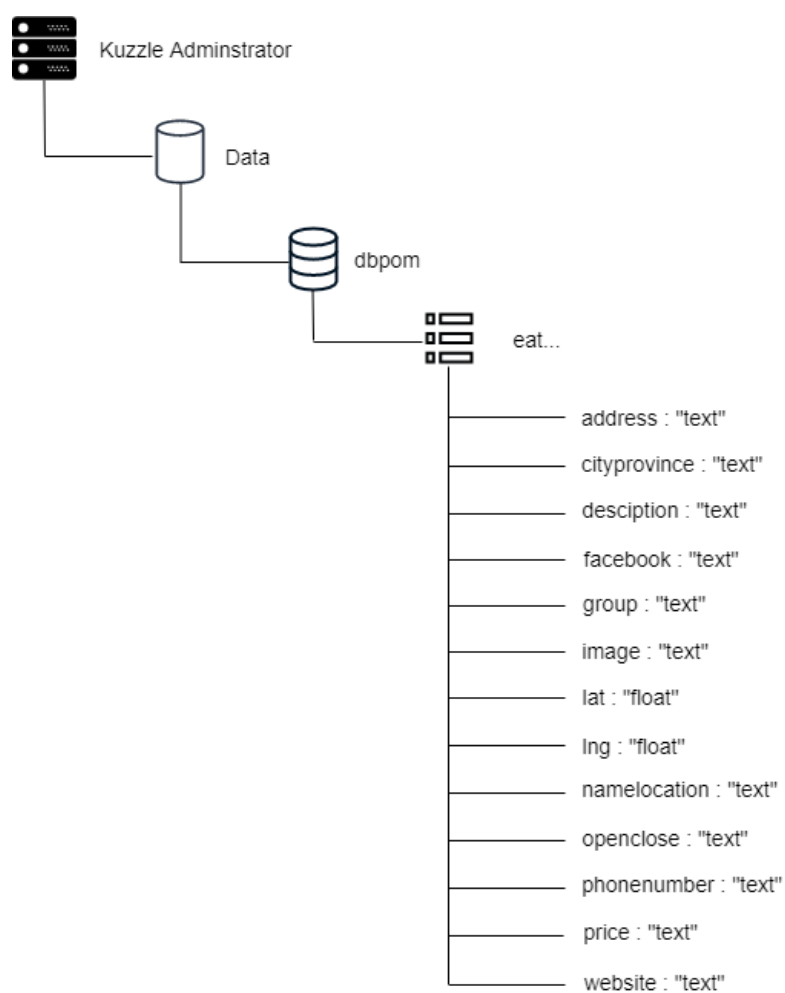 Kuzzle Adminstrator
Data
dbpom
eat...
address : "text"
cityprovince : "text"
desciption : "text"
facebook : "text"
group : "text"
image : "text"
lat : "float"
lng : "float"
namelocation : "text"
openclose : "text"
phonenumber : "text"
price : "text"
website : "text"